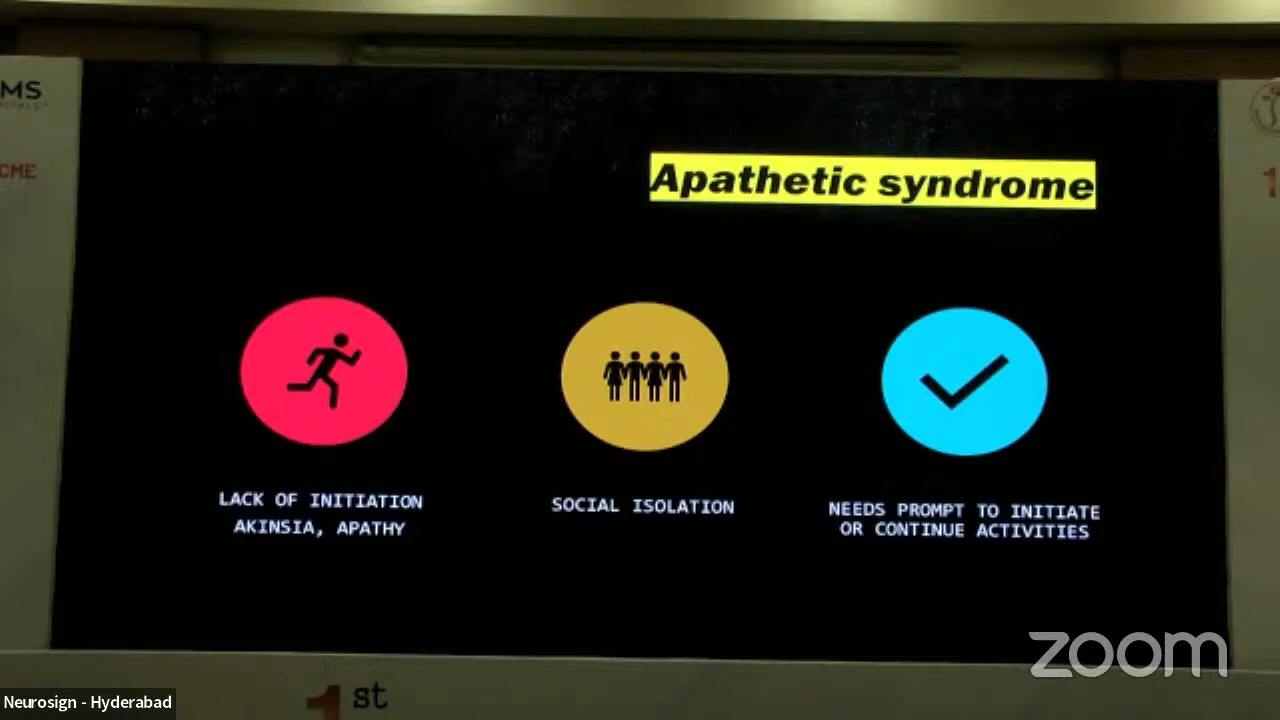 MS
CME
Apathetic syndrome
LACK OF INITIATION
AKINSIA, APATHY
SOCIAL ISOLATION
NEEDS PROMPT TO INITIATE
OR CONTINUE ACTIVITIES
zoom
1st
Neurosign - Hyderabad